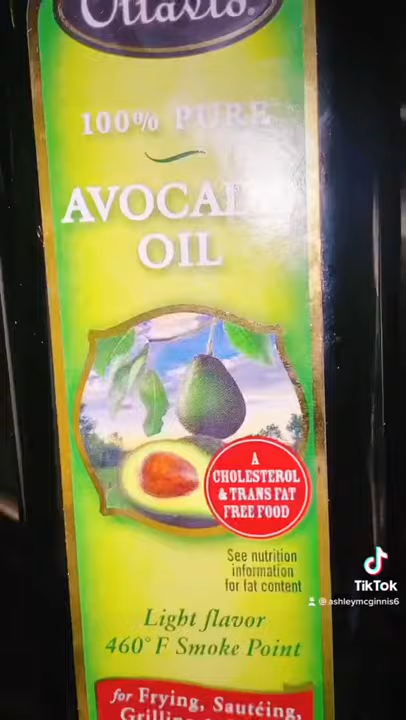 Ottavio®
100% PURE
AVOCADO
OIL
A
CHOLESTEROL
& TRANS FAT
FREE FOOD
See nutrition
information
for fat content
TikTok
@ashleymcginnis6
Light flavor
460° F Smoke Point
for Frying, Sautéing,